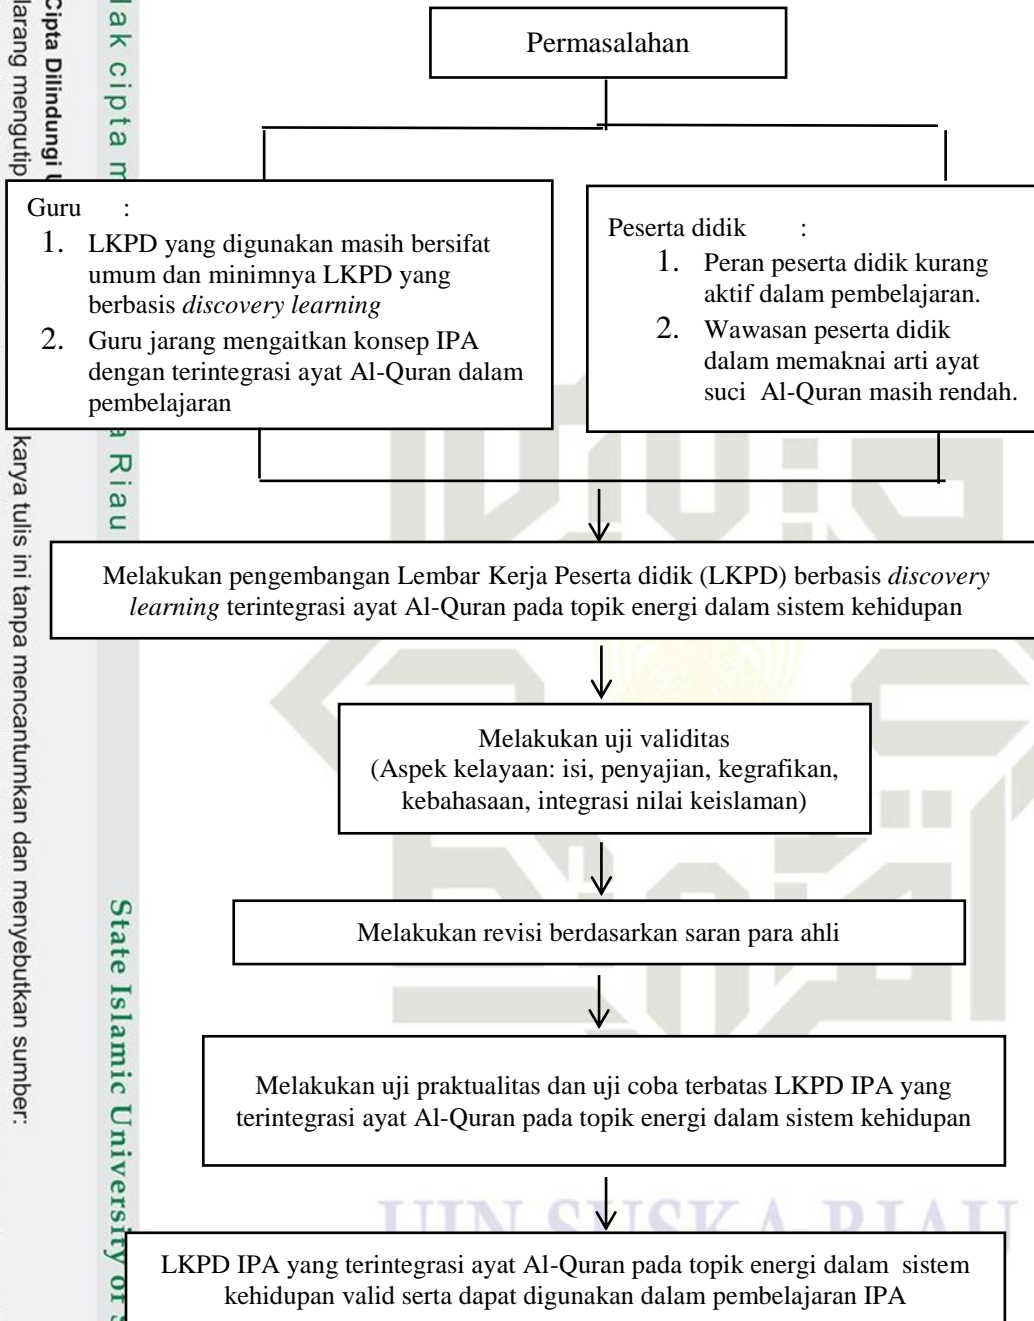 Permasalahan
Guru :
1. LKPD yang digunakan masih bersifat
umum dan minimnya LKPD yang
berbasis discovery learning
2. Guru jarang mengaitkan konsep IPA
dengan terintegrasi ayat Al-Quran dalam
pembelajaran
Peserta didik :
1. Peran peserta didik kurang
aktif dalam pembelajaran.
2. Wawasan peserta didik
dalam memaknai arti ayat
suci Al-Quran masih rendah.
Melakukan pengembangan Lembar Kerja Peserta didik (LKPD) berbasis discovery
learning terintegrasi ayat Al-Quran pada topik energi dalam sistem kehidupan
Melakukan uji validitas
(Aspek kelayaan: isi, penyajian, kegrafikan,
kebahasaan, integrasi nilai keislaman)
Melakukan revisi berdasarkan saran para ahli
Melakukan uji praktualitas dan uji coba terbatas LKPD IPA yang
terintegrasi ayat Al-Quran pada topik energi dalam sistem kehidupan
UIN SUSKA RIAU
LKPD IPA yang terintegrasi ayat Al-Quran pada topik energi dalam sistem
kehidupan valid serta dapat digunakan dalam pembelajaran IPA
cipta
Riau
State Islamic University
Cipta Dilindungi
mengutip
karya tulis ini tanpa mencantumkan dan menyebutkan sumber: